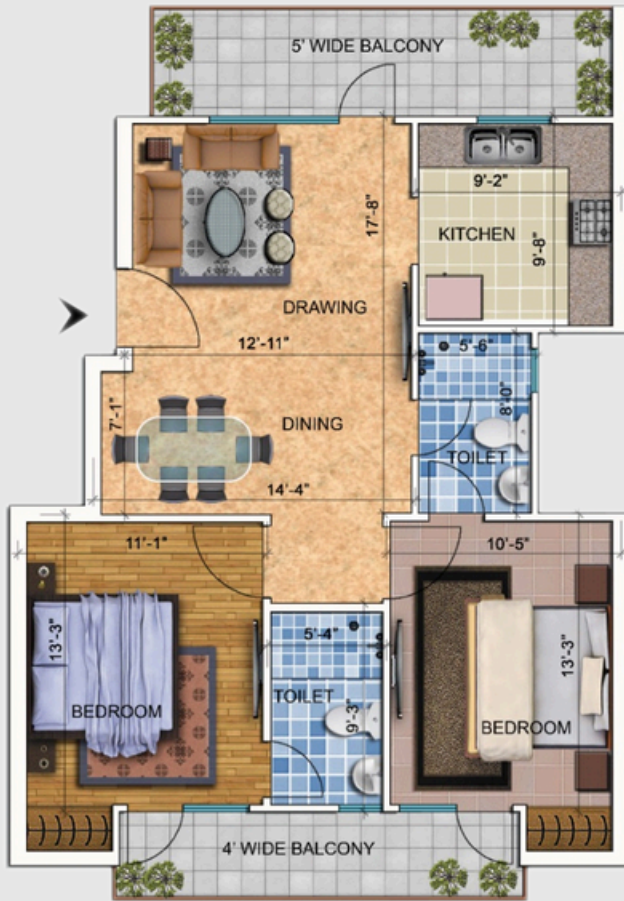 5' WIDE BALCONY
9'-2"
17'-8"
KITCHEN
9'-8"
DRAWING
12'-11"
5'-6"
7'-1"
DINING
8'-0"
TOILET
14'-4"
11'-1"
10'-5"
5'-4"
13'-3"
13'-3"
TOILET
9'-3"
BEDROOM
BEDROOM
4' WIDE BALCONY